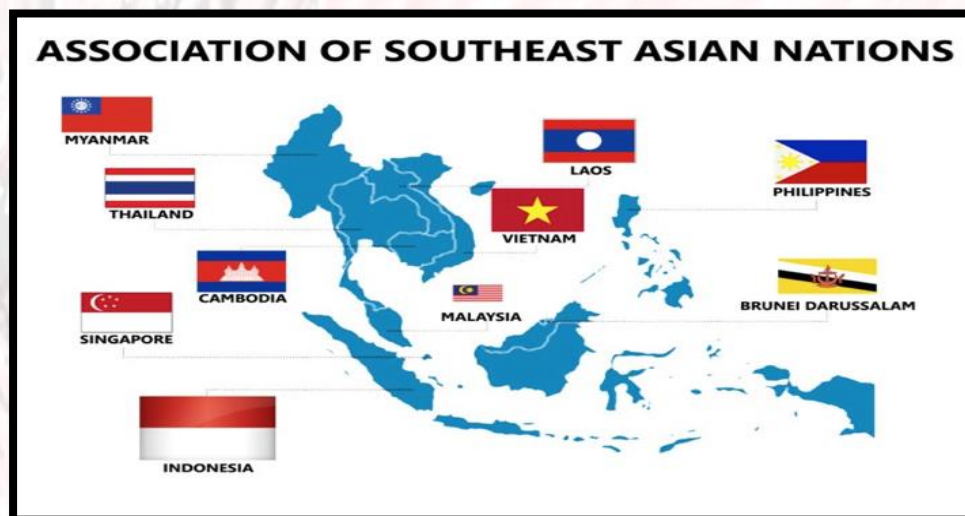 ASSOCIATION OF SOUTHEAST ASIAN NATIONS
MYANMAR
LAOS
PHILIPPINES
THAILAND
VIETNAM
CAMBODIA
MALAYSIA
BRUNEI DARUSSALAM
SINGAPORE
INDONESIA